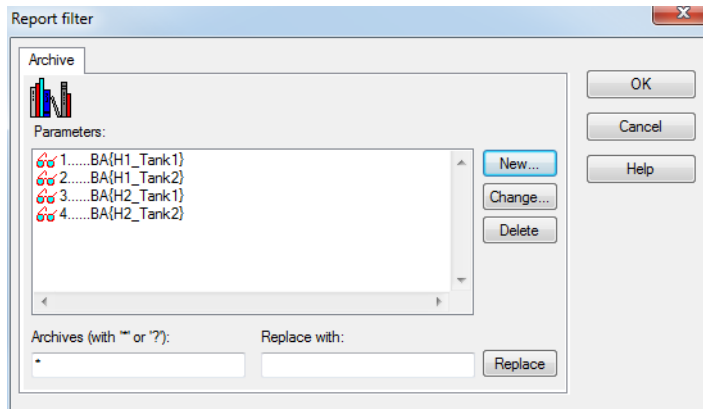 Report filter
Archive
OK
Cancel
Help
Parameters:
1......BA{H1_Tank1}
2......BA{H1_Tank2}
3......BA{H2_Tank1}
4......BA{H2_Tank2}
New...
Change...
Delete
Archives (with '*' or '?'):
Replace with:
*
Replace